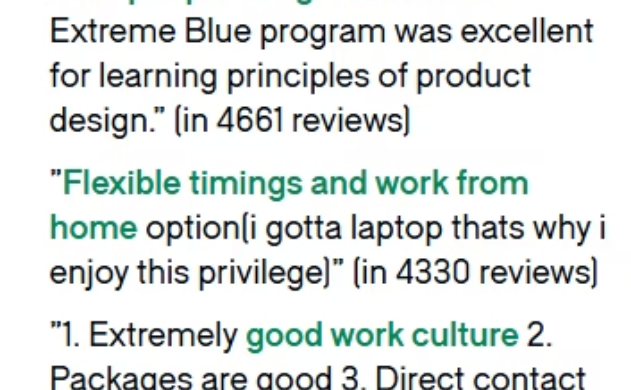 Extreme Blue program was excellent
for learning principles of product
design." (in 4661 reviews)
"Flexible timings and work from
home option(i gotta laptop thats why i
enjoy this privilege)" (in 4330 reviews)
"1. Extremely good work culture 2.
Packages are good 3. Direct contact